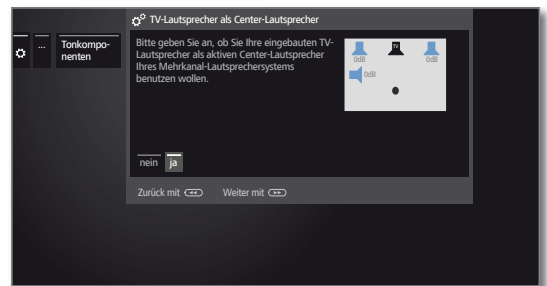 TV-Lautsprecher als Center-Lautsprecher
...
Tonkompo-
nenten
Bitte geben Sie an, ob Sie Ihre eingebauten TV-
Lautsprecher als aktiven Center-Lautsprecher
Ihres Mehrkanal-Lautsprechersystems
benutzen wollen.
TV
0dB
0dB
0dB
nein ja
Zurück mit Weiter mit